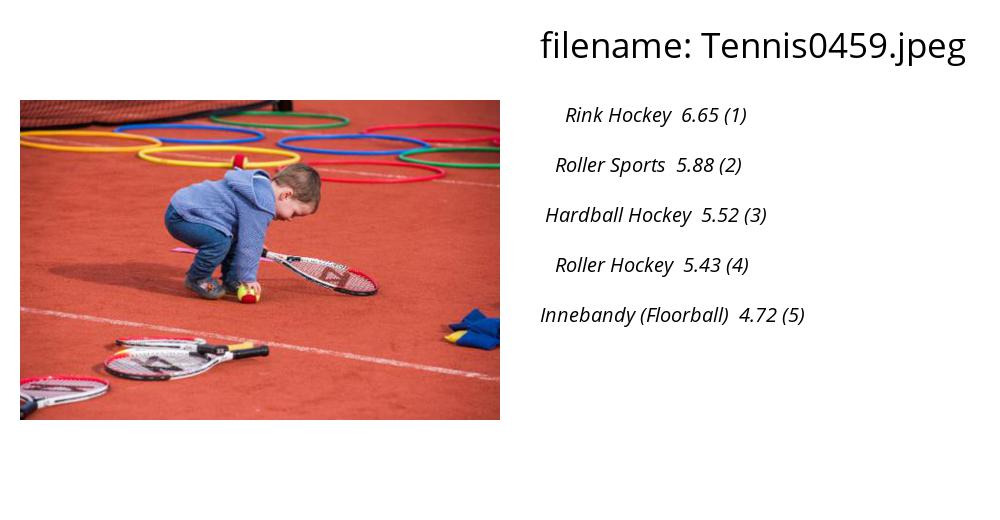 filename: Tennis0459.jpeg
Rink Hockey 6.65 (1)
Roller Sports 5.88 (2)
Hardball Hockey 5.52 (3)
Roller Hockey 5.43 (4)
Innebandy (Floorball) 4.72 (5)